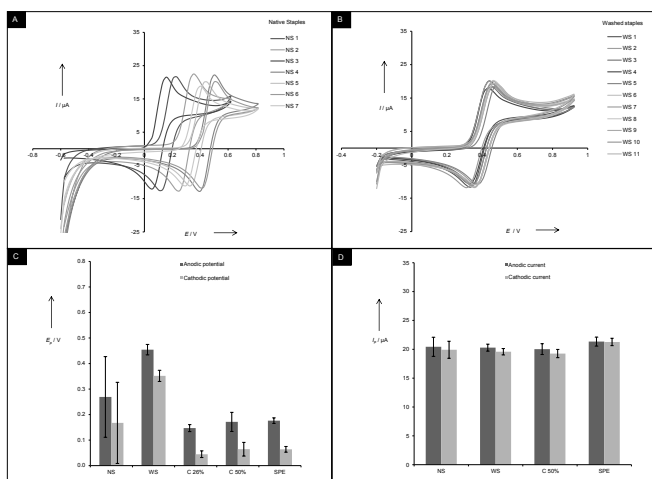 A
Native Staples
NS 1
NS 2
NS 3
NS 4
NS 5
NS 6
NS 7
I / µA
25
15
5
-5
-15
-25
-0.8 -0.6 -0.4 -0.2 0 0.2 0.4 0.6 0.8 1
E / V
B
Washed staples
WS 1
WS 2
WS 3
WS 4
WS 5
WS 6
WS 7
WS 8
WS 9
WS 10
WS 11
I / µA
25
15
5
-5
-15
-25
-0.4 -0.2 0 0.2 0.4 0.6 0.8 1
E / V
C
Anodic potential
Cathodic potential
Ep / V
0.8
0.7
0.6
0.5
0.4
0.3
0.2
0.1
0.0
NS WS C 26% C 50% SPE
D
Anodic current
Cathodic current
Ip / µA
35
30
25
20
15
10
5
0
NS WS C 50% SPE